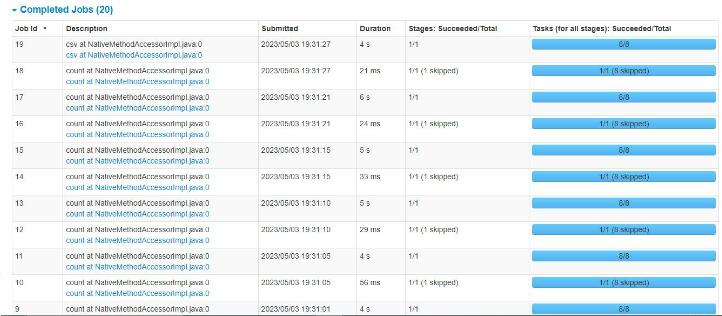 Completed Jobs (20)
Job Id Description Submitted Duration Stages: Succeeded/Total Tasks (for all stages): Succeeded/Total
19 csv at NativeMethodAccessorImpl.java:0 2023/05/03 19:31:27 4 s 1/1 8/8
csv at NativeMethodAccessorImpl.java:0
18 count at NativeMethodAccessorImpl.java:0 2023/05/03 19:31:27 21 ms 1/1 (1 skipped) 1/1 (8 skipped)
count at NativeMethodAccessorImpl.java:0
17 count at NativeMethodAccessorImpl.java:0 2023/05/03 19:31:21 6 s 1/1 8/8
count at NativeMethodAccessorImpl.java:0
16 count at NativeMethodAccessorImpl.java:0 2023/05/03 19:31:21 24 ms 1/1 (1 skipped) 1/1 (8 skipped)
count at NativeMethodAccessorImpl.java:0
15 count at NativeMethodAccessorImpl.java:0 2023/05/03 19:31:15 5 s 1/1 8/8
count at NativeMethodAccessorImpl.java:0
14 count at NativeMethodAccessorImpl.java:0 2023/05/03 19:31:15 33 ms 1/1 (1 skipped) 1/1 (8 skipped)
count at NativeMethodAccessorImpl.java:0
13 count at NativeMethodAccessorImpl.java:0 2023/05/03 19:31:10 5 s 1/1 8/8
count at NativeMethodAccessorImpl.java:0
12 count at NativeMethodAccessorImpl.java:0 2023/05/03 19:31:10 29 ms 1/1 (1 skipped) 1/1 (8 skipped)
count at NativeMethodAccessorImpl.java:0
11 count at NativeMethodAccessorImpl.java:0 2023/05/03 19:31:05 4 s 1/1 8/8
count at NativeMethodAccessorImpl.java:0
10 count at NativeMethodAccessorImpl.java:0 2023/05/03 19:31:05 56 ms 1/1 (1 skipped) 1/1 (8 skipped)
count at NativeMethodAccessorImpl.java:0
9 count at NativeMethodAccessorImpl.java:0 2023/05/03 19:31:01 4 s 1/1 8/8